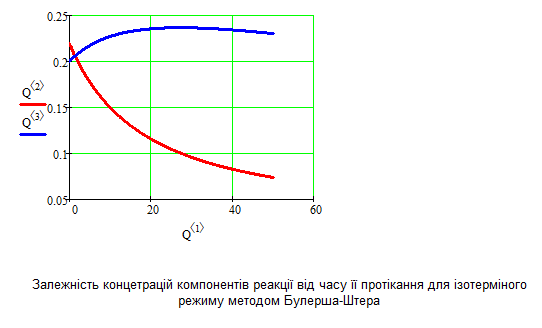 0.25
0.2
Q⟨2⟩
0.15
Q⟨3⟩
0.1
0.05
0 20 40 60
Q⟨1⟩
Залежність концетрацій компонентів реакції від часу її протікання для ізотерміного
режиму методом Булерша-Штера